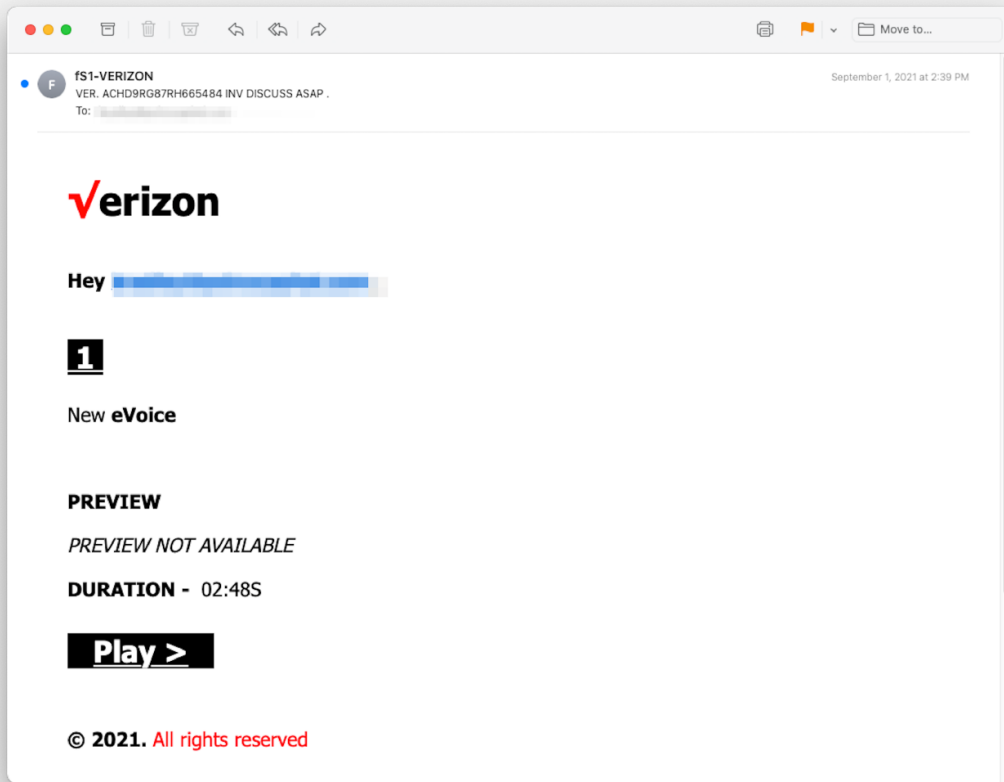 Move to...
F
fS1-VERIZON
September 1, 2021 at 2:39 PM
VER. ACHD9RG87RH665484 INV DISCUSS ASAP .
To:
√erizon
Hey
1
New eVoice
PREVIEW
PREVIEW NOT AVAILABLE
DURATION - 02:48S
Play >
© 2021. All rights reserved